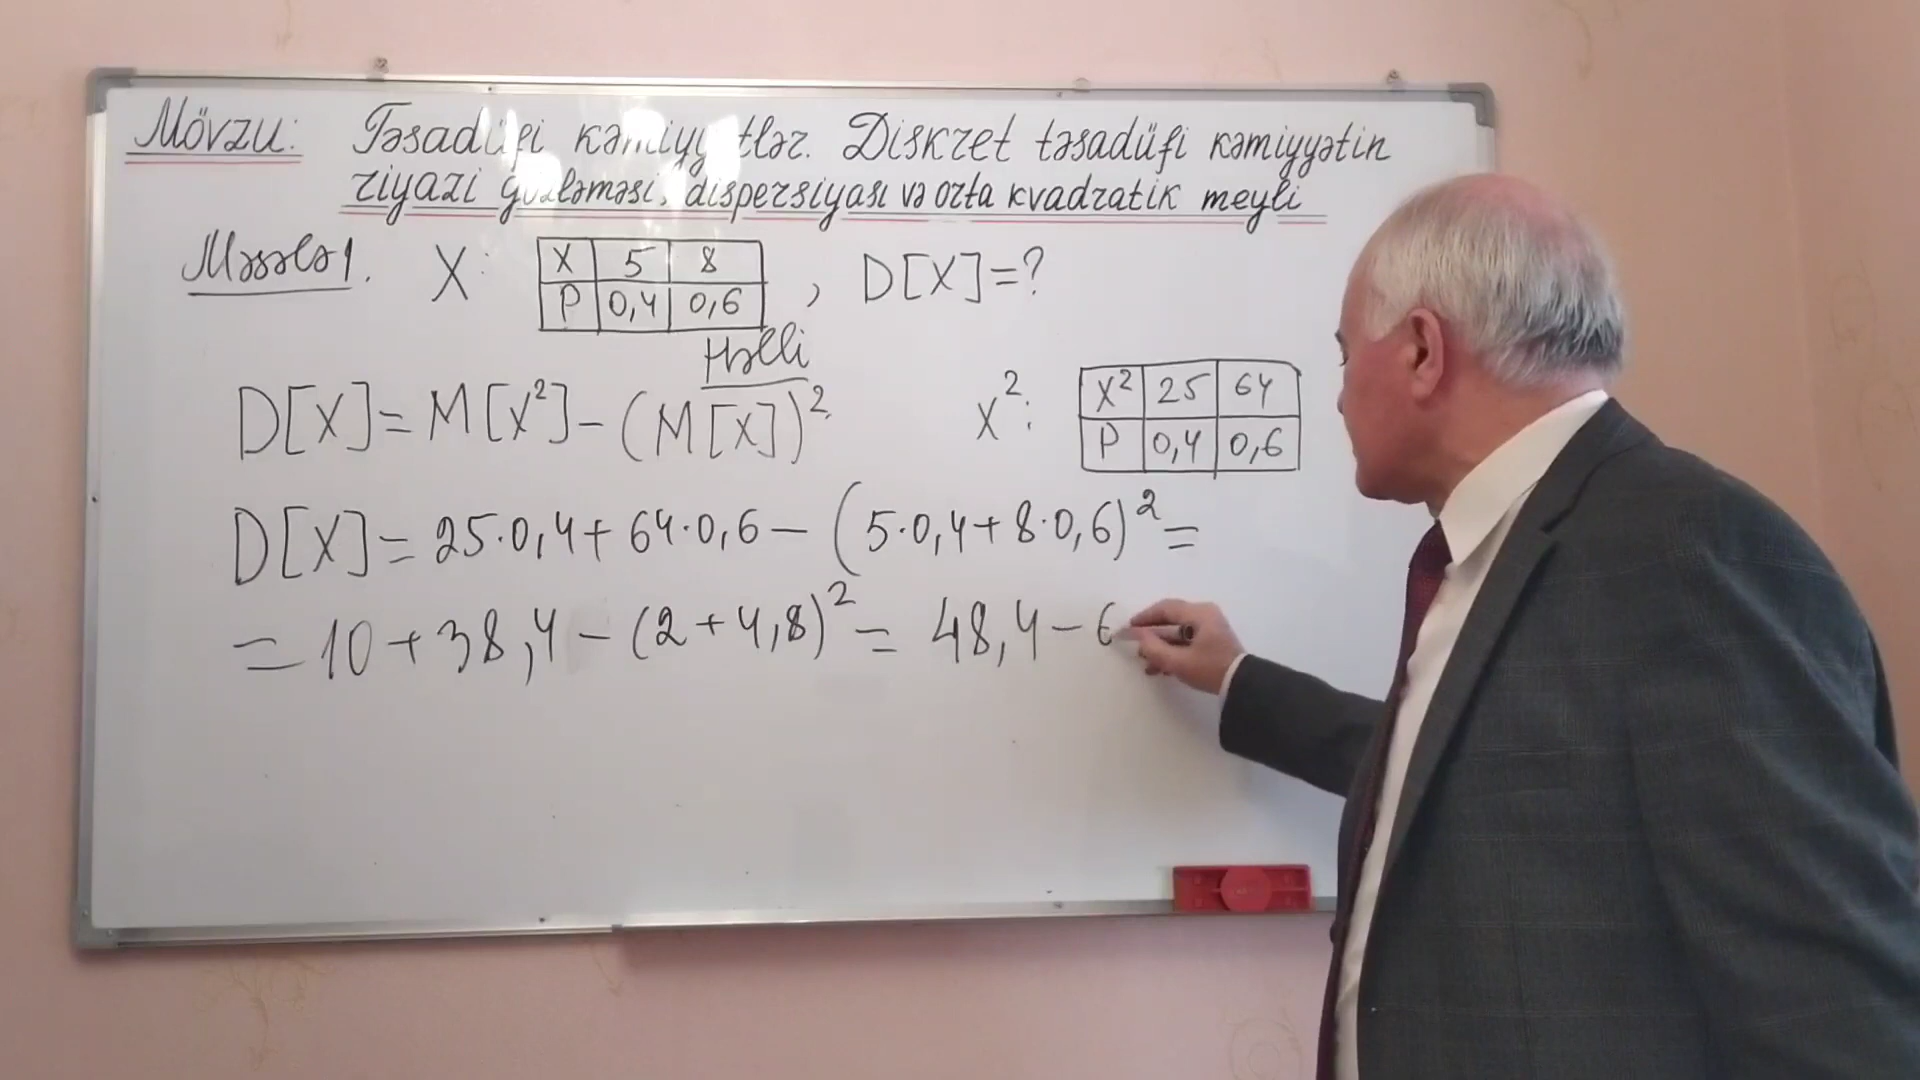 Mövzu: Təsadüfi kəmiyyətlər. Diskret təsadüfi kəmiyyətin
riyazi gözləməsi, dispersiyası və orta kvadratik meyli
Məsələ 1. X: X 5 8 , D[X]=?
P 0,4 0,6
Həlli
D[X]=M[X²]-(M[X])². X²: X² 25 64
P 0,4 0,6
D[X]=25·0,4+64·0,6-(5·0,4+8·0,6)²=
=10+38,4-(2+4,8)²=48,4-6